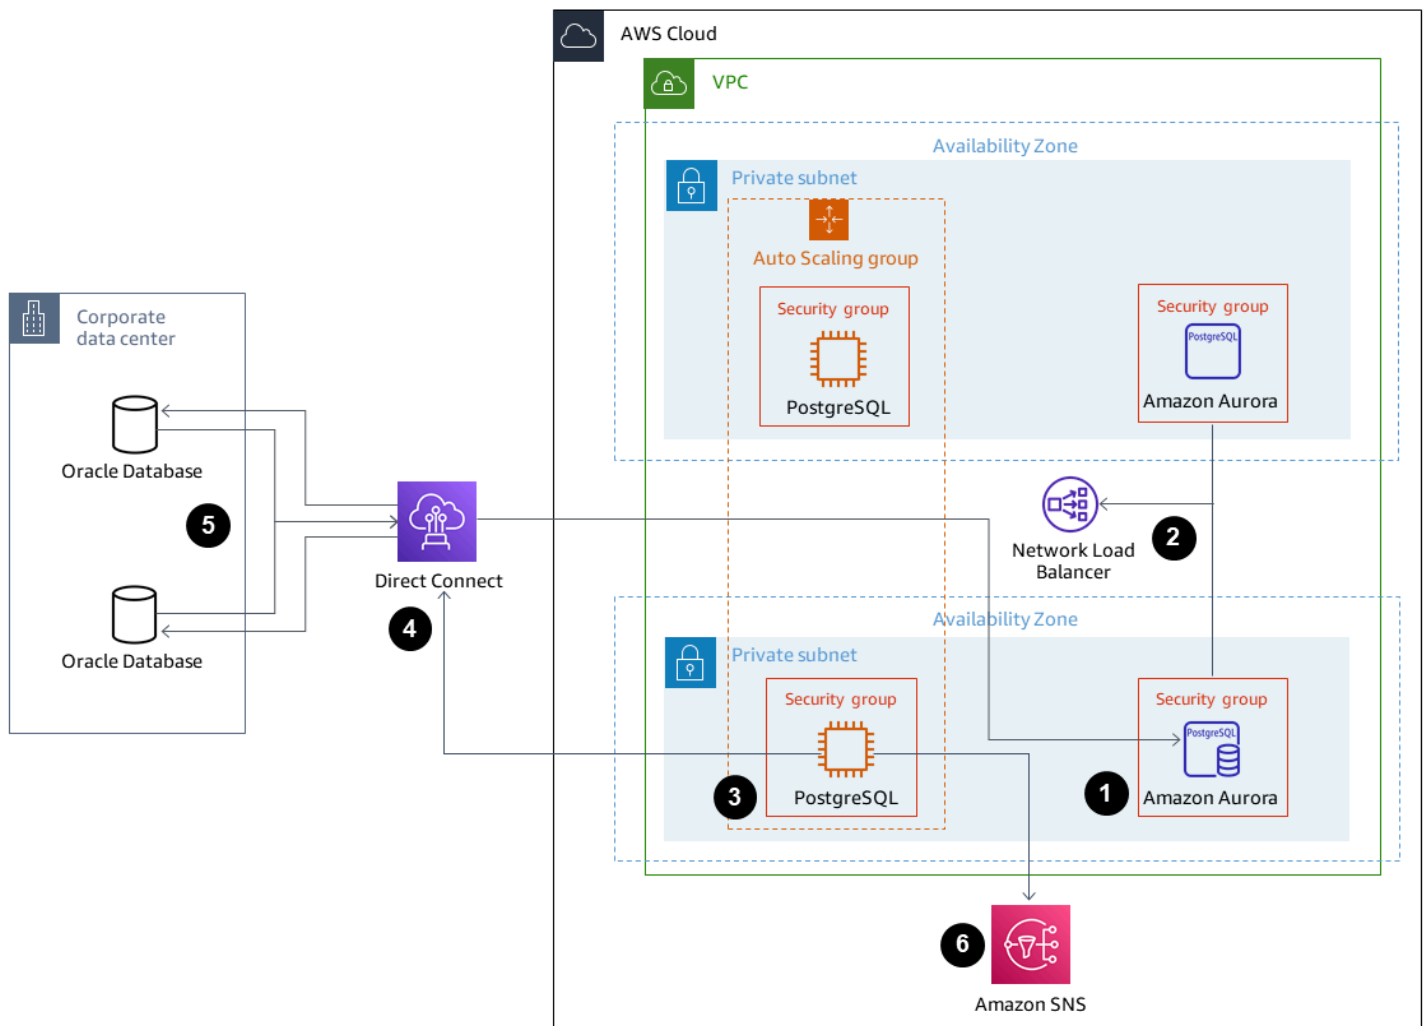 AWS Cloud
VPC
Availability Zone
Private subnet
Auto Scaling group
Security group
PostgreSQL
Security group
PostgreSQL
Amazon Aurora
Corporate
data center
Oracle Database
5
Oracle Database
Direct Connect
4
Network Load
Balancer
2
Availability Zone
Private subnet
Security group
3
PostgreSQL
Security group
PostgreSQL
1
Amazon Aurora
6
Amazon SNS